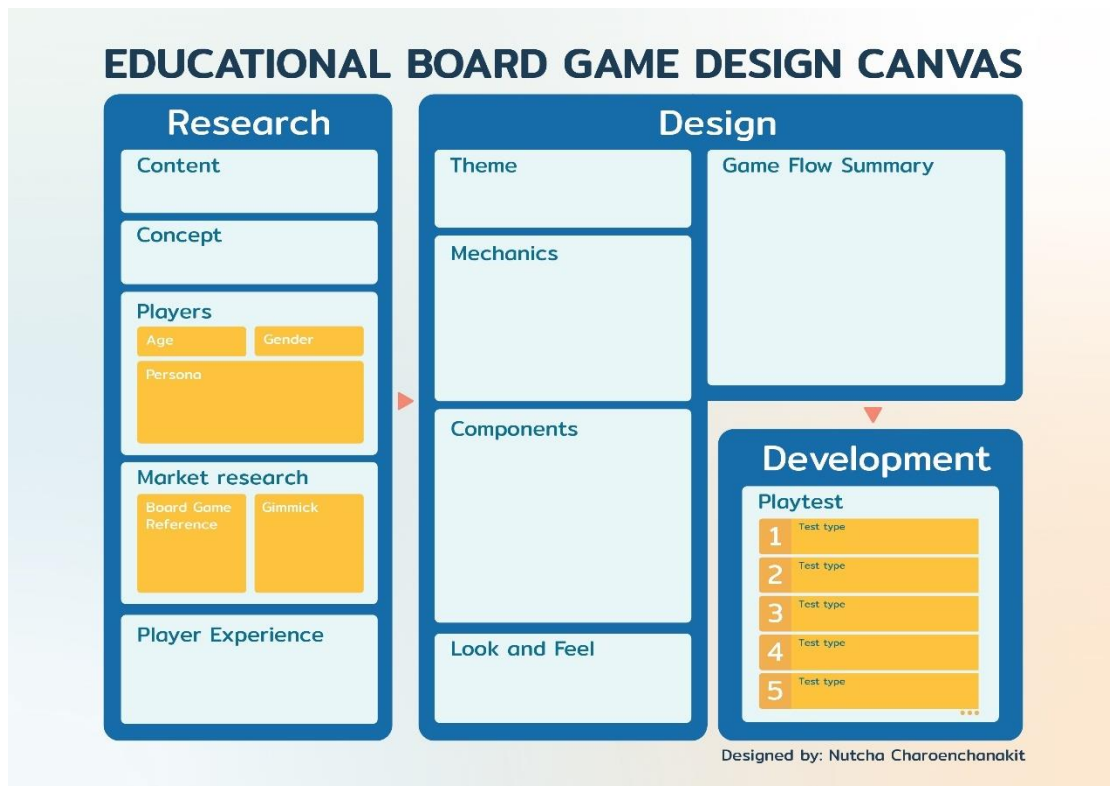 EDUCATIONAL BOARD GAME DESIGN CANVAS
Research
Content
Concept
Players
Age
Gender
Persona
Market research
Board Game
Reference
Gimmick
Player Experience
Design
Theme
Mechanics
Components
Look and Feel
Game Flow Summary
Development
Playtest
1 Test type
2 Test type
3 Test type
4 Test type
5 Test type
Designed by: Nutcha Charoenchanakit